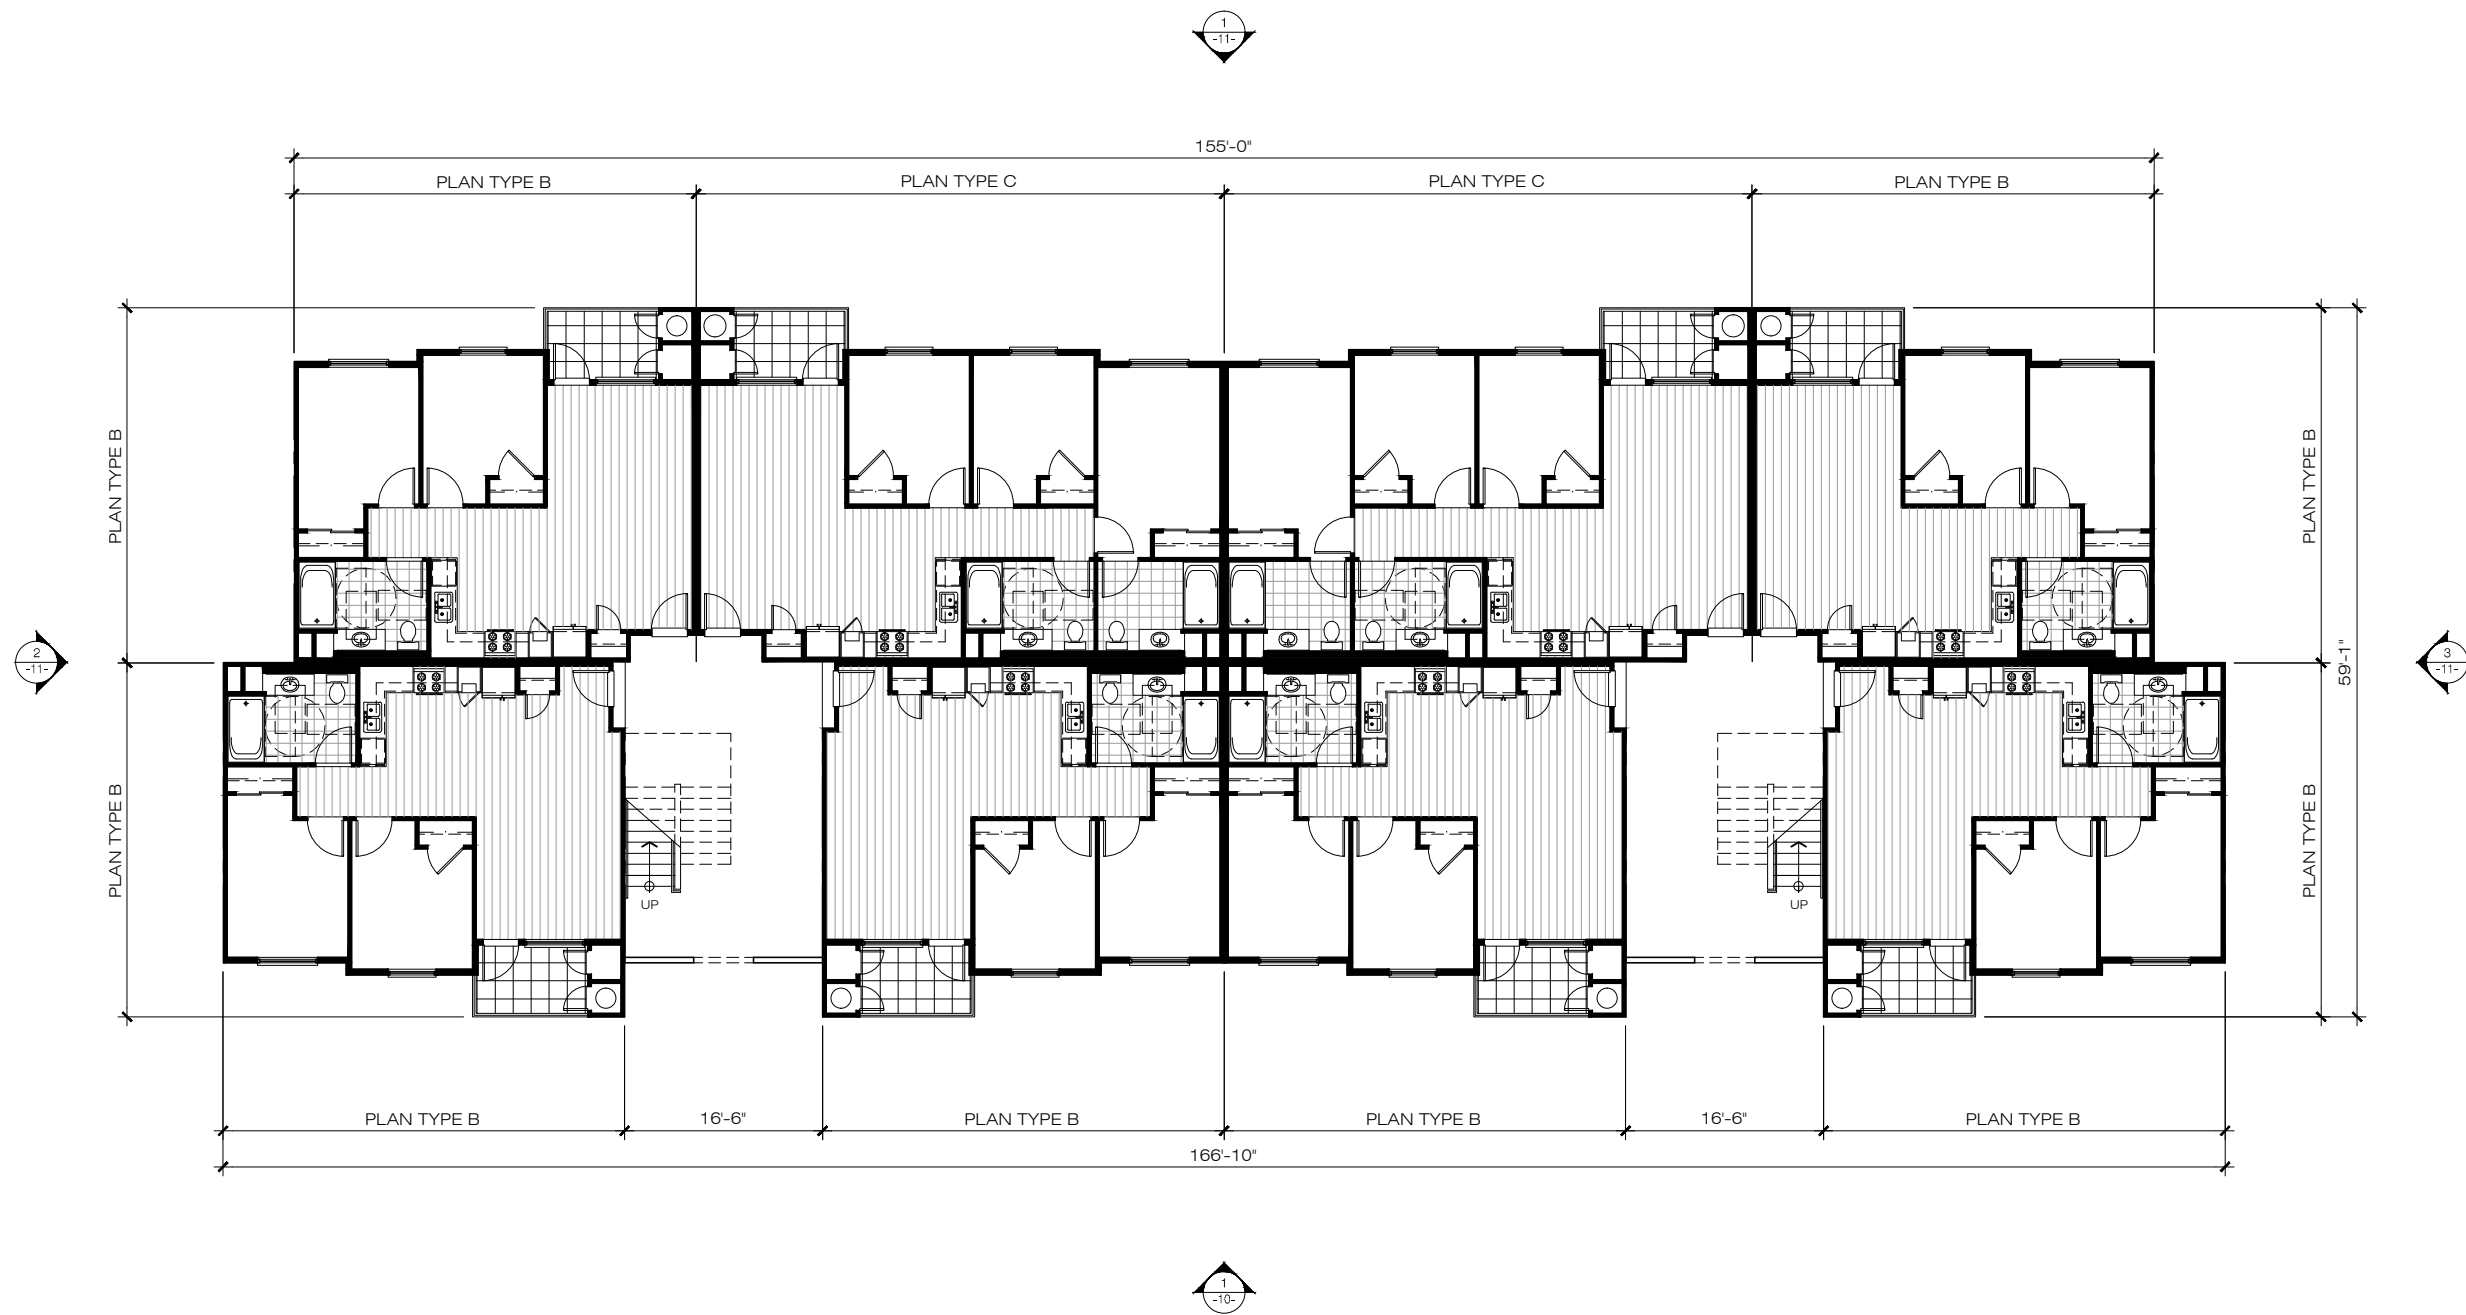 1
-11-
155'-0"
PLAN TYPE B
PLAN TYPE C
PLAN TYPE C
PLAN TYPE B
PLAN TYPE B
PLAN TYPE B
2
-11-
3
-11-
59'-1"
PLAN TYPE B
PLAN TYPE B
UP
UP
PLAN TYPE B
16'-6"
PLAN TYPE B
PLAN TYPE B
16'-6"
PLAN TYPE B
166'-10"
1
-10-